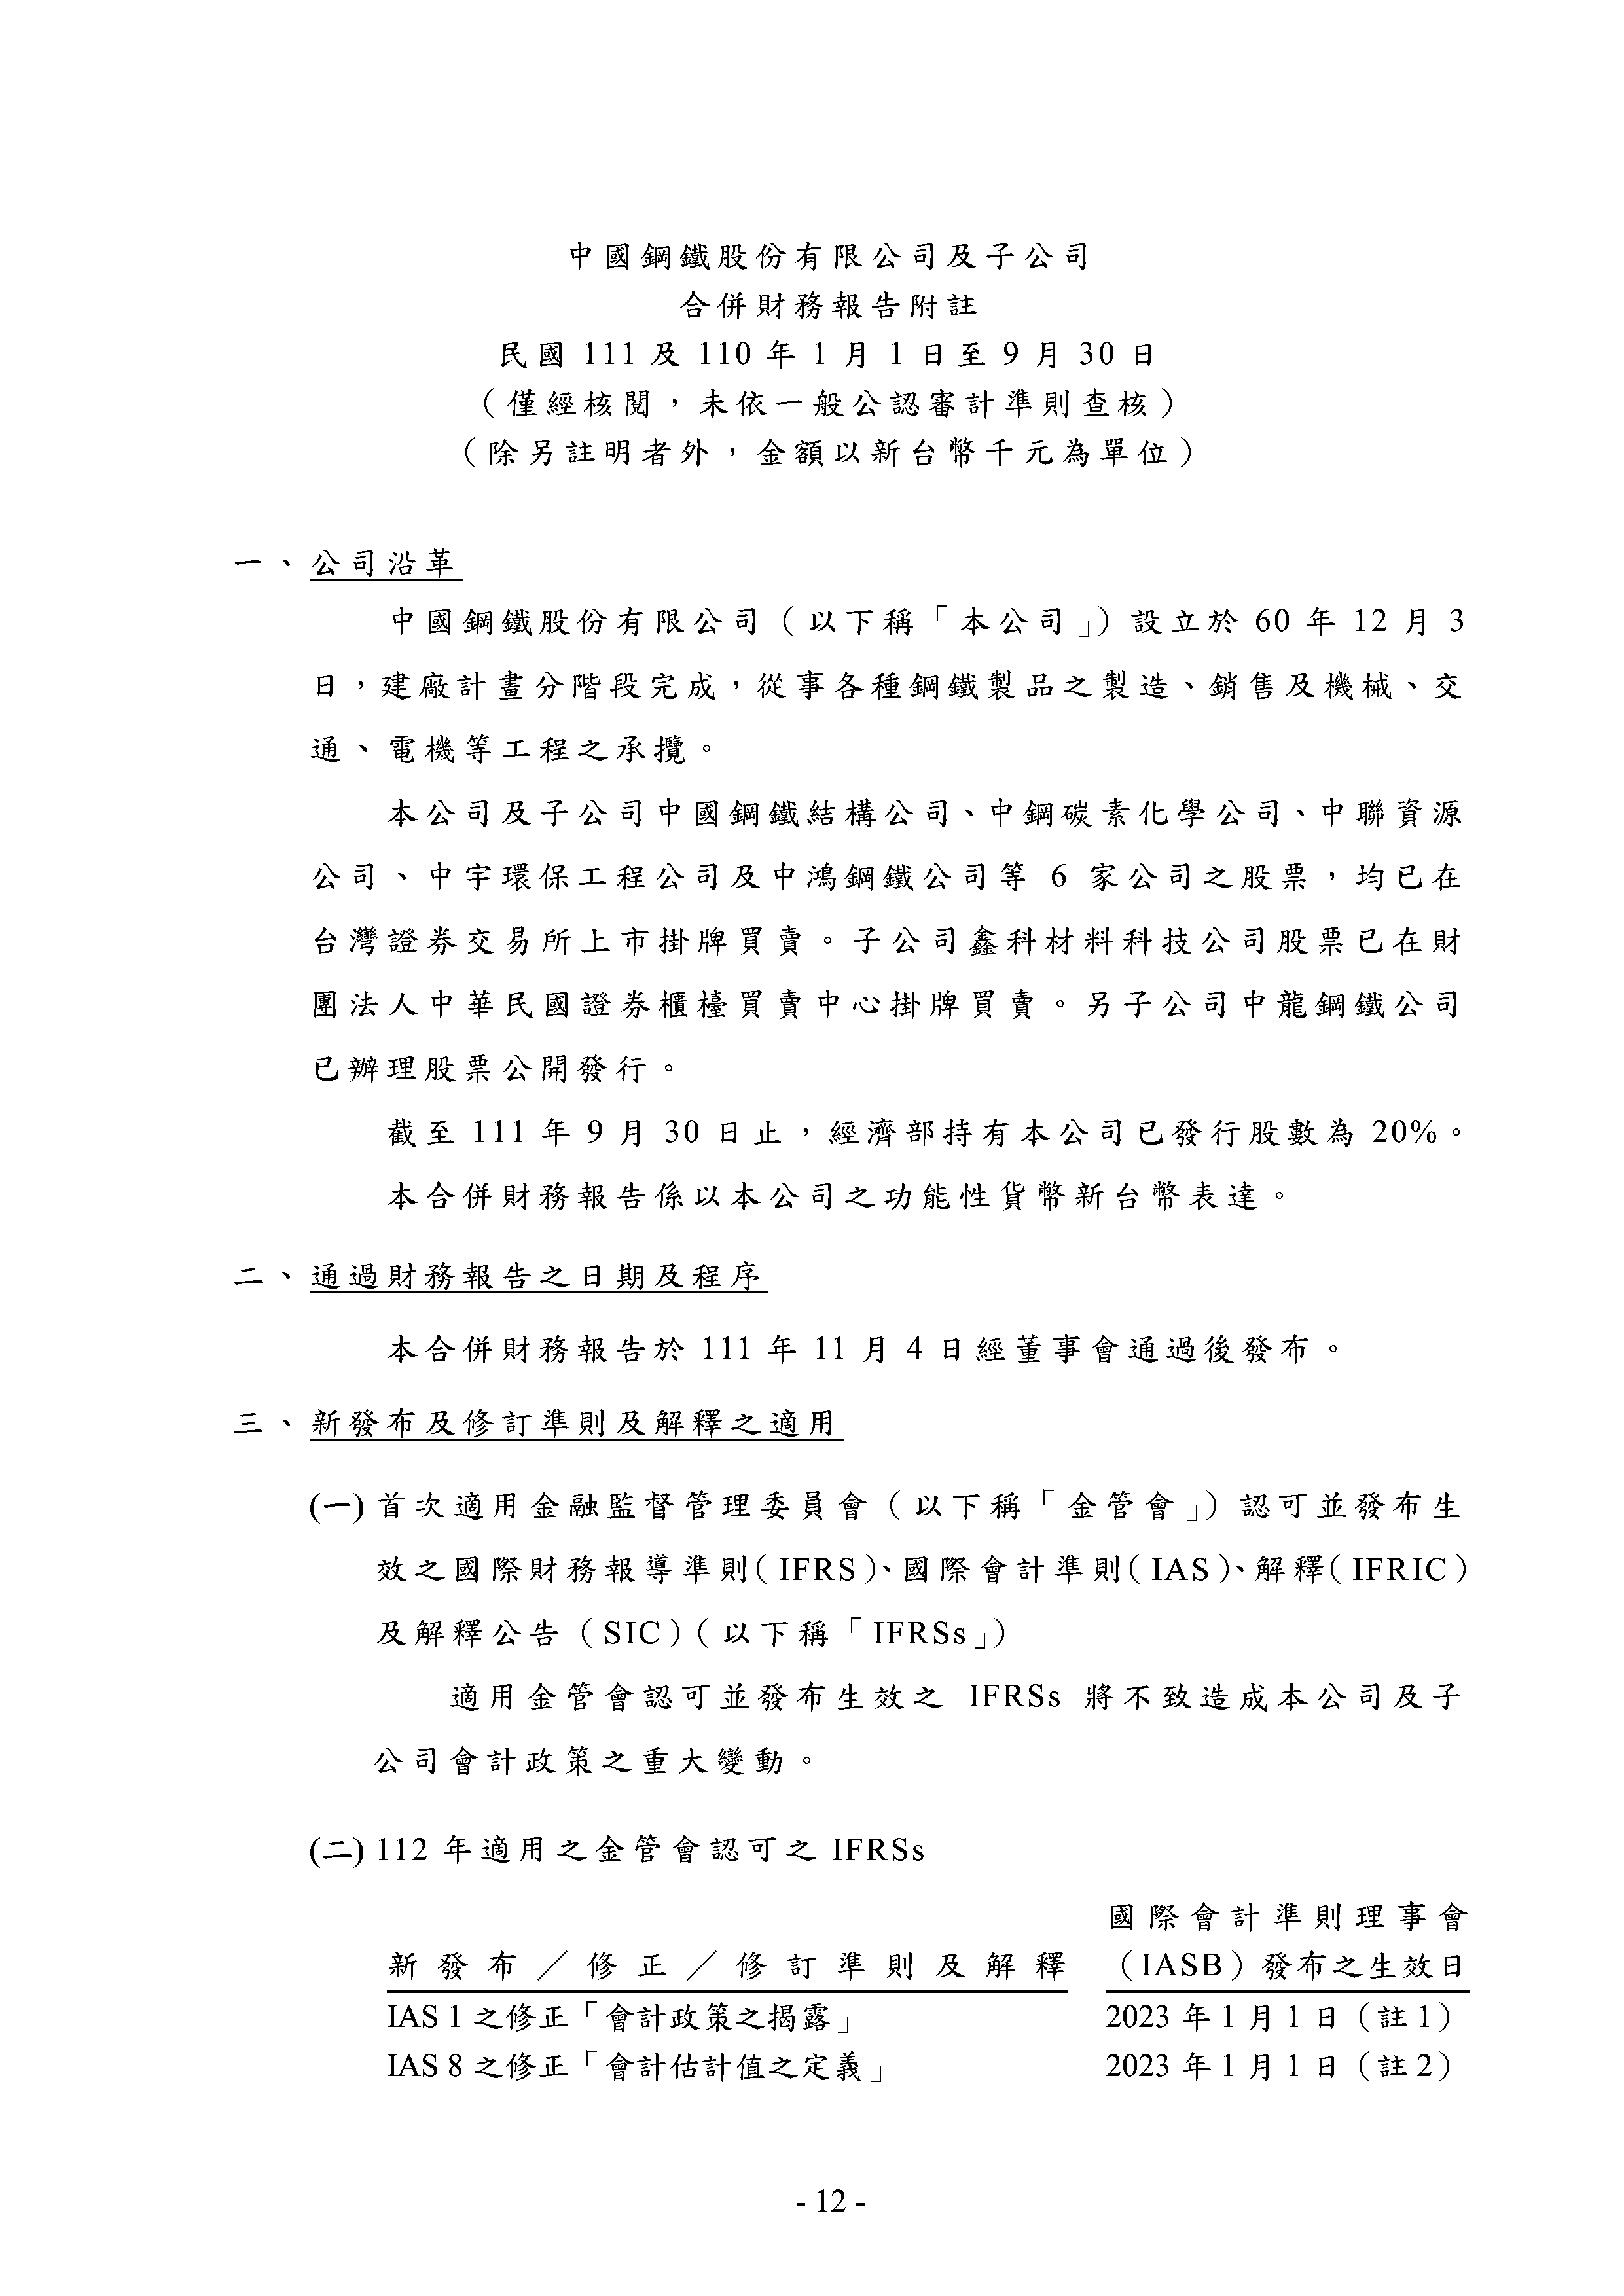 中國鋼鐵股份有限公司及子公司
合併財務報告附註
民國 111 及 110 年 1 月 1 日至 9 月 30 日
（僅經核閱，未依一般公認審計準則查核）
（除另註明者外，金額以新台幣千元為單位）
一、公司沿革
中國鋼鐵股份有限公司（以下稱「本公司」）設立於 60 年 12 月 3
日，建廠計畫分階段完成，從事各種鋼鐵製品之製造、銷售及機械、交
通、電機等工程之承攬。
本公司及子公司中國鋼鐵結構公司、中鋼碳素化學公司、中聯資源
公司、中宇環保工程公司及中鴻鋼鐵公司等 6 家公司之股票，均已在
台灣證券交易所上市掛牌買賣。子公司鑫科材料科技公司股票已在財
團法人中華民國證券櫃檯買賣中心掛牌買賣。另子公司中龍鋼鐵公司
已辦理股票公開發行。
截至 111 年 9 月 30 日止，經濟部持有本公司已發行股數為 20%。
本合併財務報告係以本公司之功能性貨幣新台幣表達。
二、通過財務報告之日期及程序
本合併財務報告於 111 年 11 月 4 日經董事會通過後發布。
三、新發布及修訂準則及解釋之適用
(一) 首次適用金融監督管理委員會（以下稱「金管會」）認可並發布生
效之國際財務報導準則（IFRS）、國際會計準則（IAS）、解釋（IFRIC）
及解釋公告（SIC）（以下稱「IFRSs」）
適用金管會認可並發布生效之 IFRSs 將不致造成本公司及子
公司會計政策之重大變動。
(二) 112 年適用之金管會認可之 IFRSs
國際會計準則理事會
新發布／修正／修訂準則及解釋 （IASB）發布之生效日
IAS 1 之修正「會計政策之揭露」 2023 年 1 月 1 日（註 1）
IAS 8 之修正「會計估計值之定義」 2023 年 1 月 1 日（註 2）
- 12 -